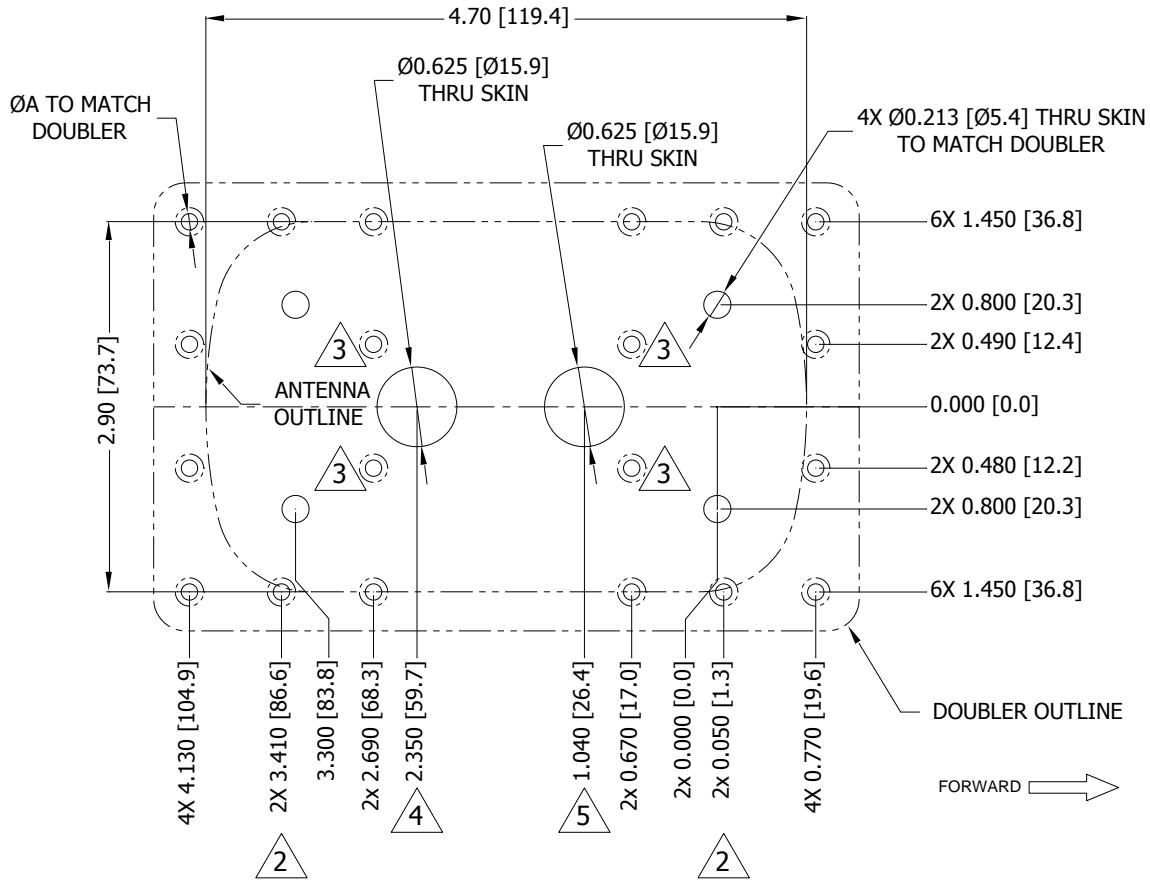 4.70 [119.4]
Ø0.625 [Ø15.9]
THRU SKIN
ØA TO MATCH
DOUBLER
Ø0.625 [Ø15.9]
THRU SKIN
4X Ø0.213 [Ø5.4] THRU SKIN
TO MATCH DOUBLER
6X 1.450 [36.8]
2X 0.800 [20.3]
2X 0.490 [12.4]
3
3
2.90 [73.7]
ANTENNA
OUTLINE
0.000 [0.0]
3
3
2X 0.480 [12.2]
2X 0.800 [20.3]
6X 1.450 [36.8]
4X 4.130 [104.9]
2X 3.410 [86.6]
3.300 [83.8]
2x 2.690 [68.3]
2.350 [59.7]
1.040 [26.4]
2x 0.670 [17.0]
2x 0.000 [0.0]
2x 0.050 [1.3]
4X 0.770 [19.6]
DOUBLER OUTLINE
FORWARD
4
5
2
2